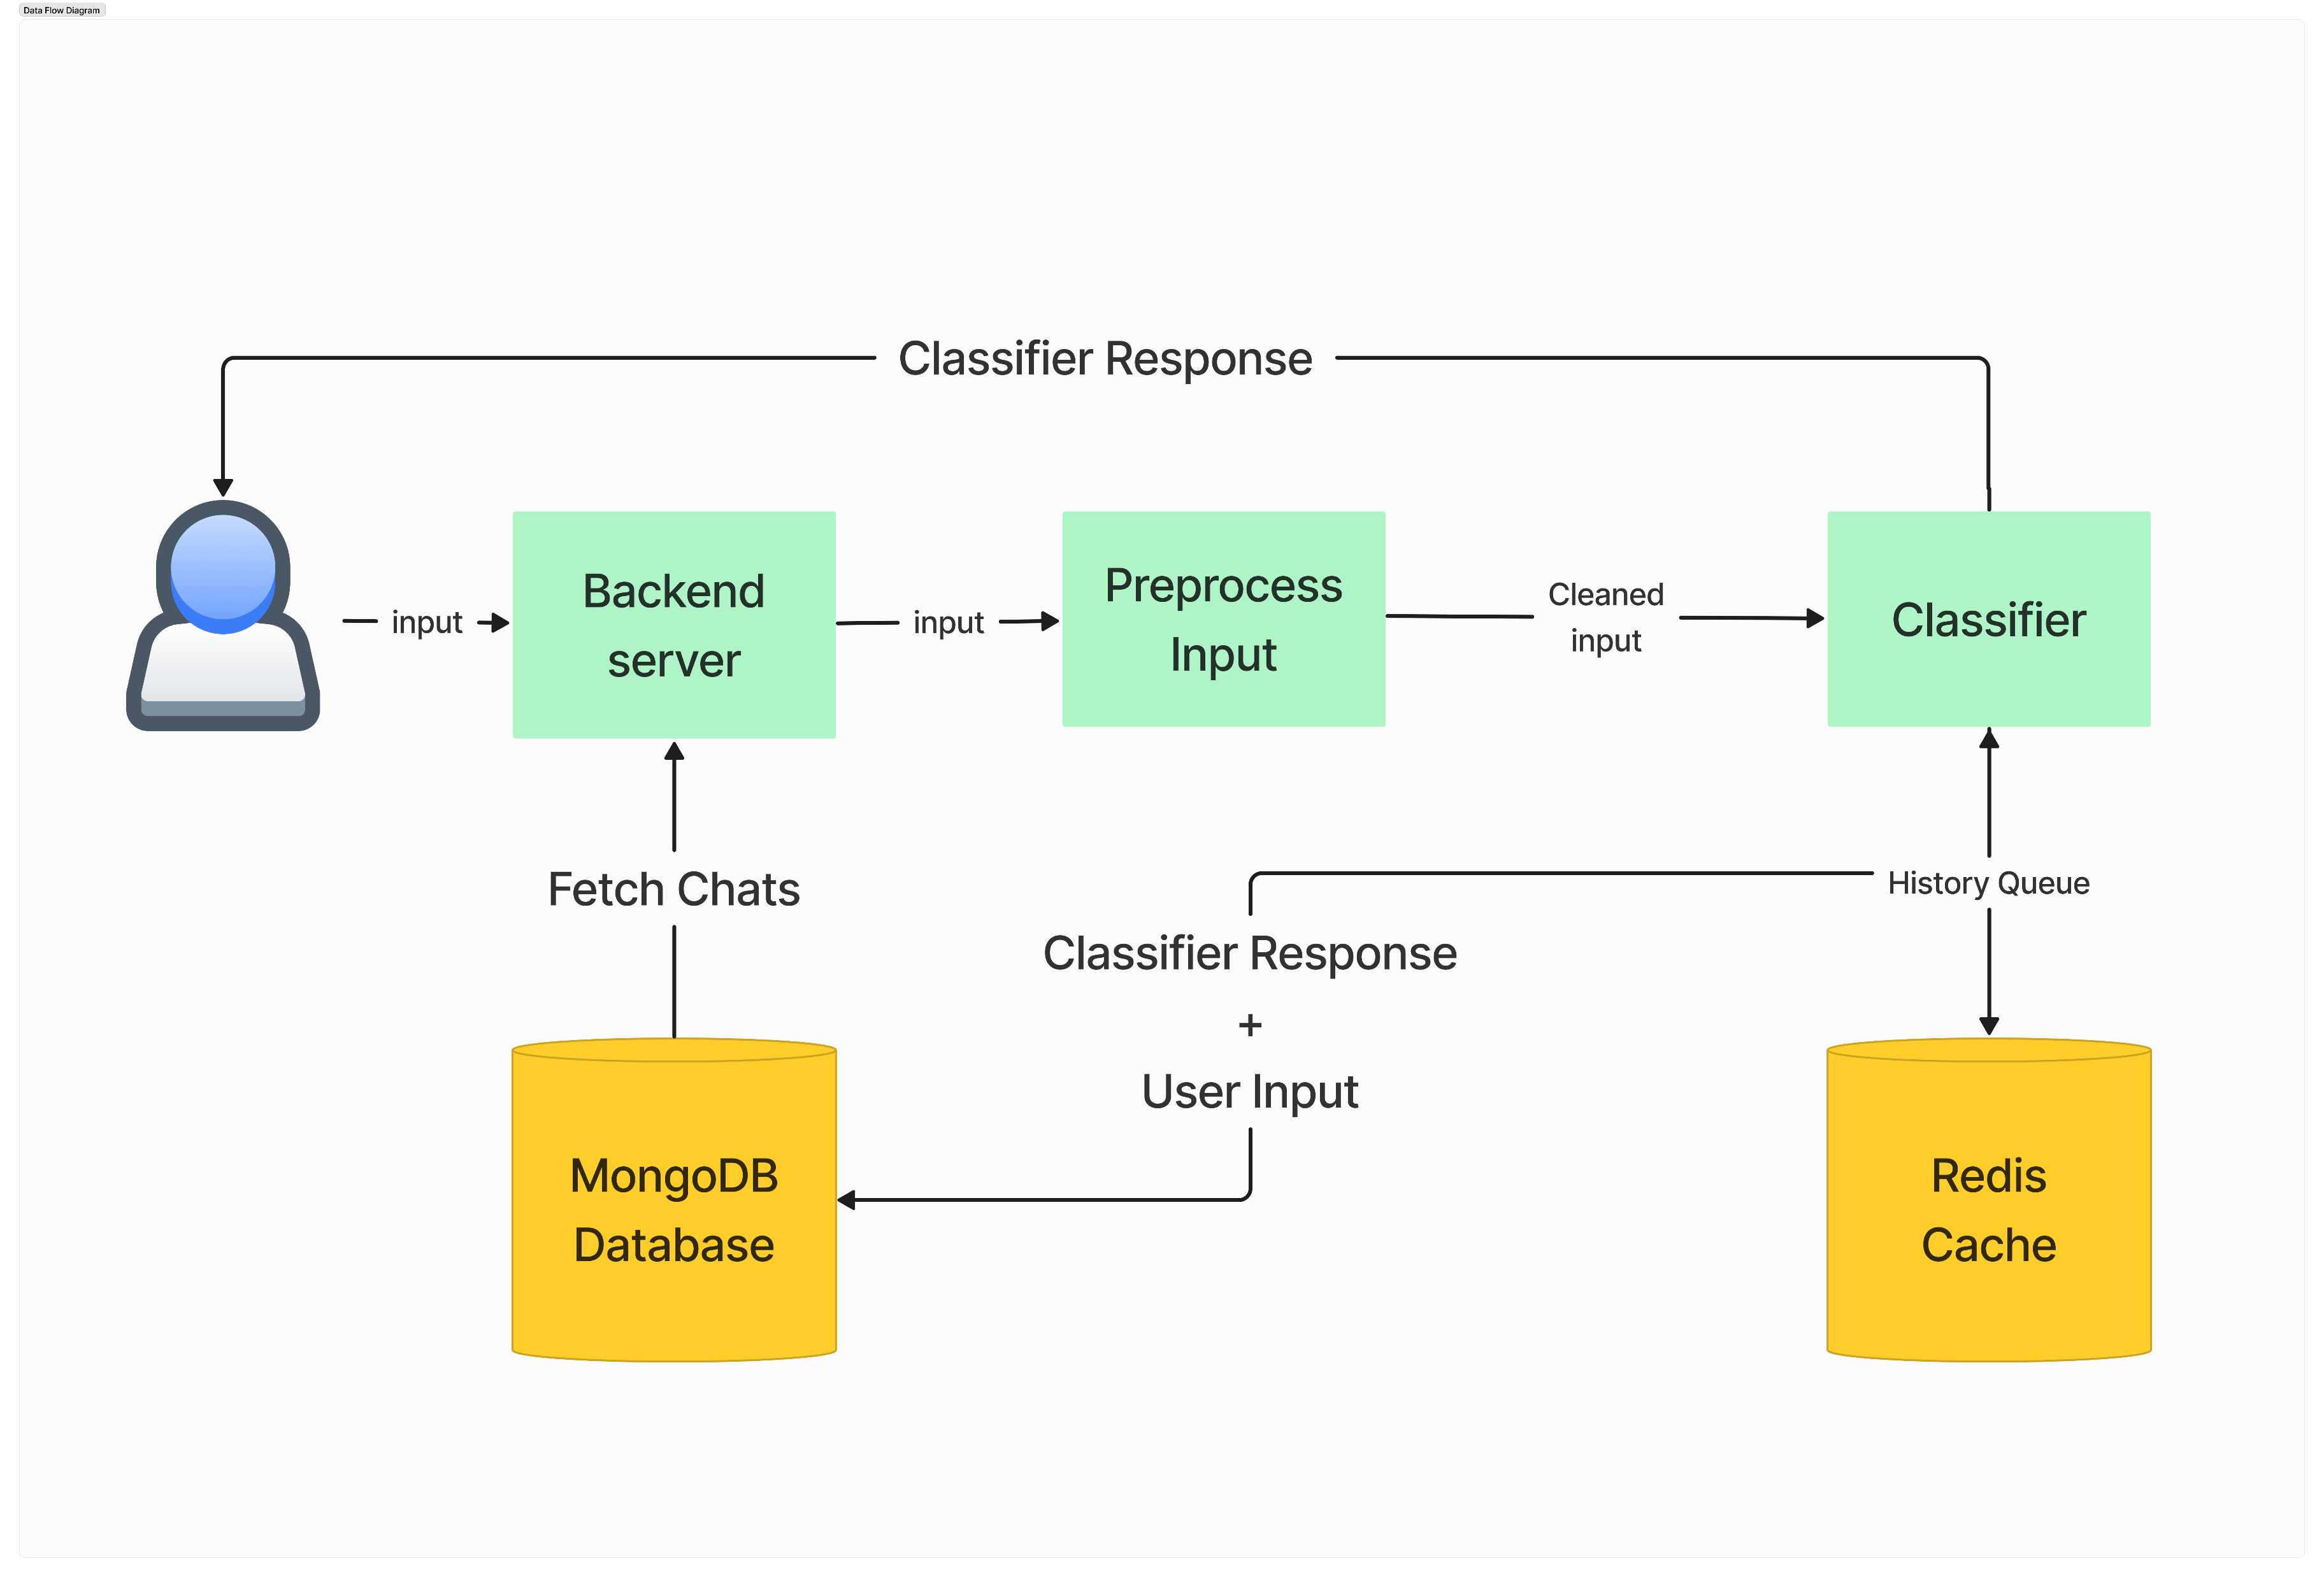 Data Flow Diagram
Classifier Response
input
Backend
server
input
Preprocess
Input
Cleaned
input
Classifier
Fetch Chats
History Queue
Classifier Response
+
User Input
MongoDB
Database
Redis
Cache